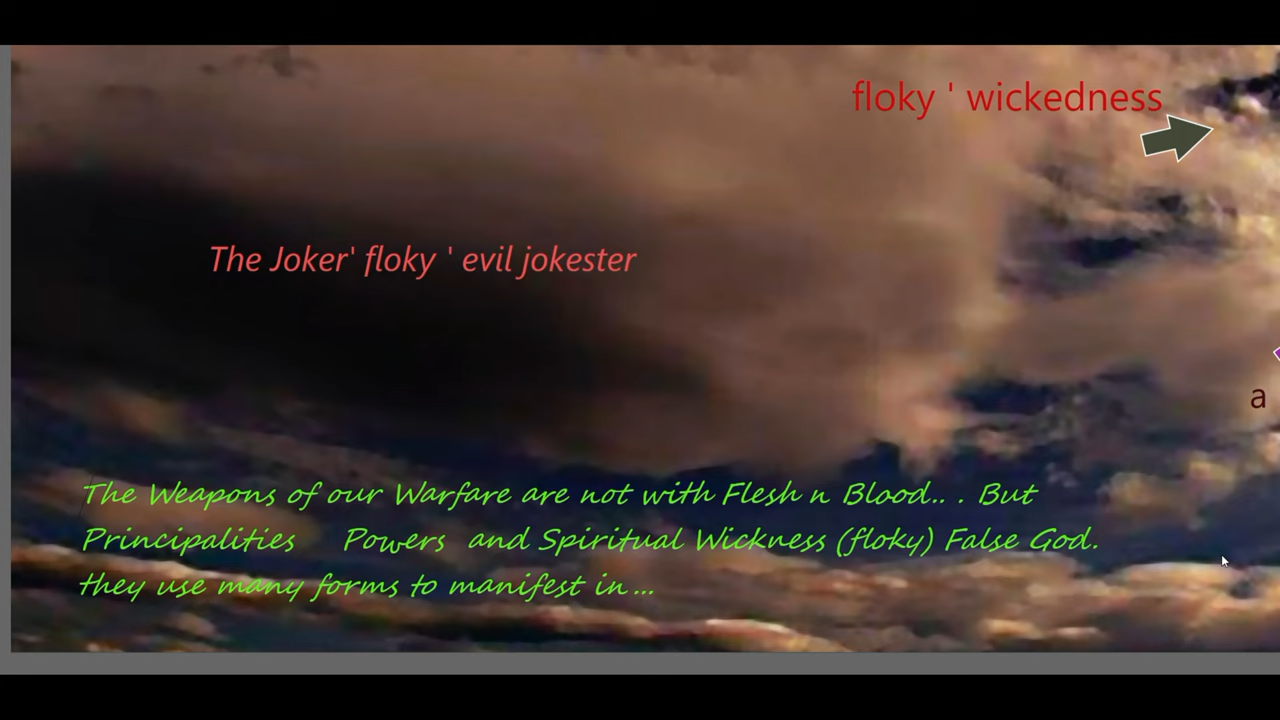 floky ' wickedness
The Joker' floky ' evil jokester
a
The Weapons of our Warfare are not with Flesh n Blood.. . But
Principalities Powers and Spiritual Wickness (floky) False God.
they use many forms to manifest in...